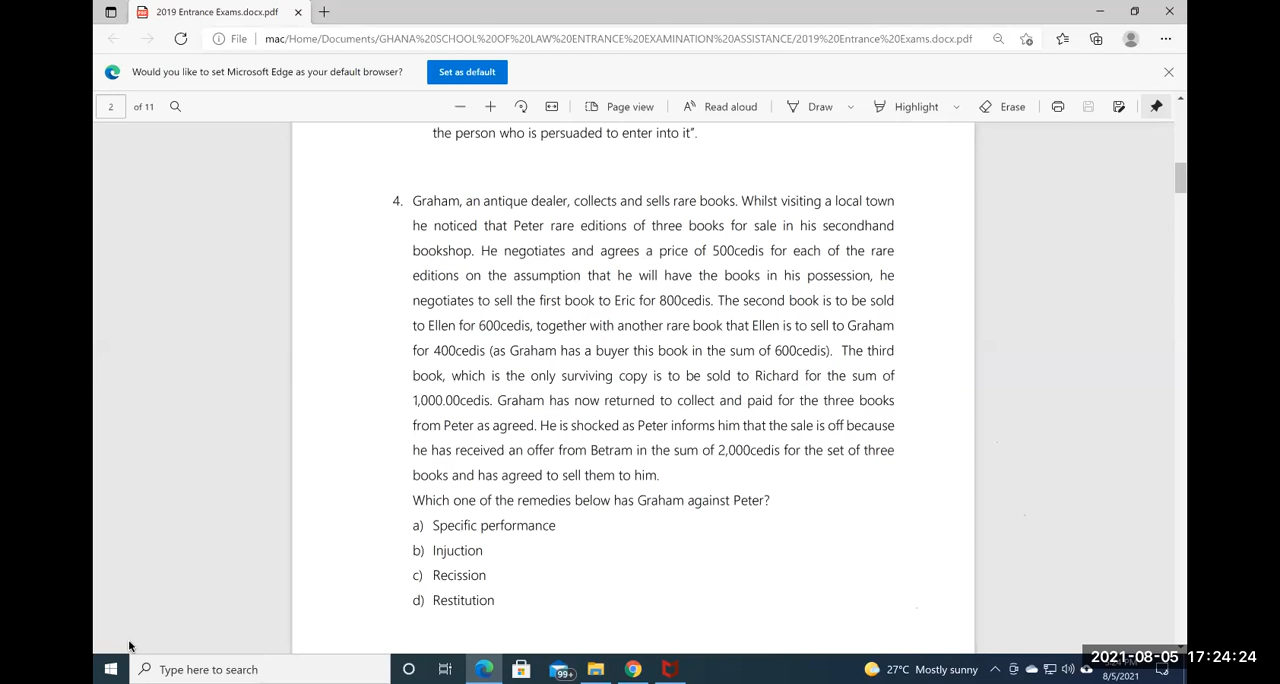 2019 Entrance Exams.docx.pdf
File
mac/Home/Documents/GHANA%20SCHOOL%20OF%20LAW%20ENTRANCE%20EXAMINATION%20ASSISTANCE/2019%20Entrance%20Exams.docx.pdf
Would you like to set Microsoft Edge as your default browser?
Set as default
2 of 11
Page view
Read aloud
Draw
Highlight
Erase
the person who is persuaded to enter into it”.
4. Graham, an antique dealer, collects and sells rare books. Whilst visiting a local town
he noticed that Peter rare editions of three books for sale in his secondhand
bookshop. He negotiates and agrees a price of 500cedis for each of the rare
editions on the assumption that he will have the books in his possession, he
negotiates to sell the first book to Eric for 800cedis. The second book is to be sold
to Ellen for 600cedis, together with another rare book that Ellen is to sell to Graham
for 400cedis (as Graham has a buyer this book in the sum of 600cedis). The third
book, which is the only surviving copy is to be sold to Richard for the sum of
1,000.00cedis. Graham has now returned to collect and paid for the three books
from Peter as agreed. He is shocked as Peter informs him that the sale is off because
he has received an offer from Betram in the sum of 2,000cedis for the set of three
books and has agreed to sell them to him.
Which one of the remedies below has Graham against Peter?
a) Specific performance
b) Injuction
c) Recission
d) Restitution
Type here to search
99+
27°C Mostly sunny
2021-08-05 17:24:24
8/5/2021